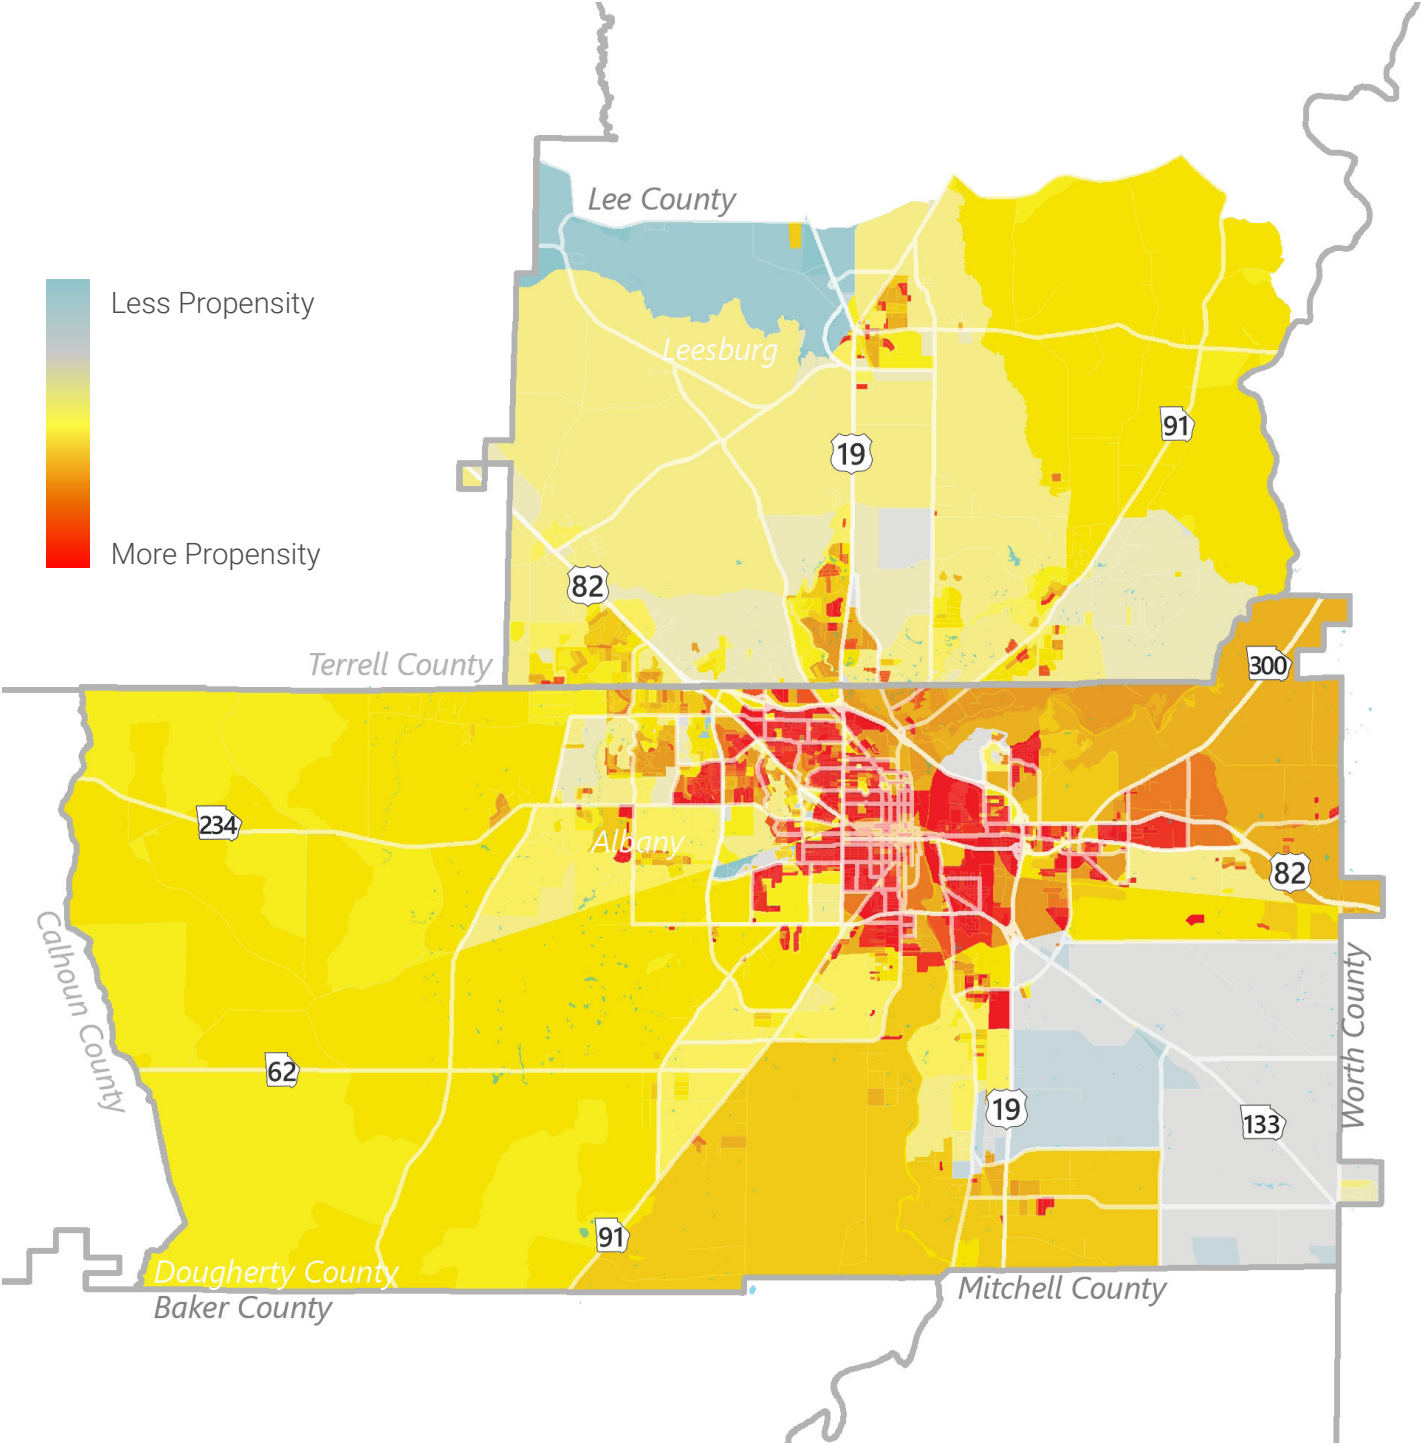 Lee County
Less Propensity
Leesburg
91
19
More Propensity
82
Terrell County
300
234
Albany
82
Calhoun County
Worth County
62
19
133
91
Dougherty County
Baker County
Mitchell County